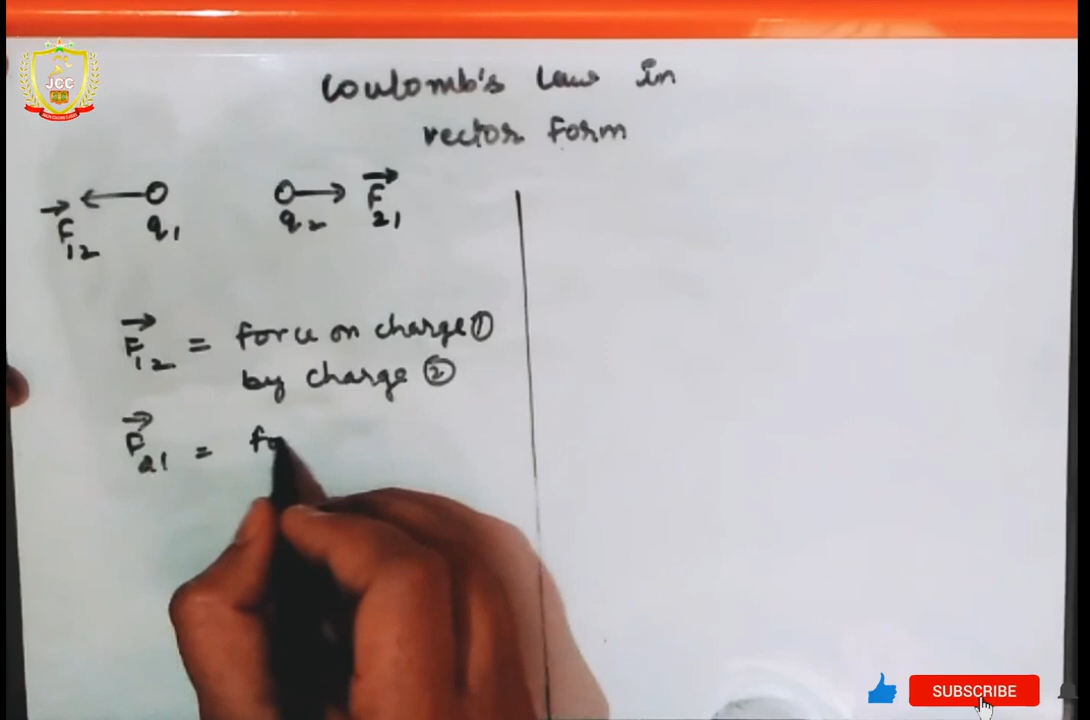 JCC
Coulomb's Law in
vector form
F12 q1 q2 F21
F12 = force on charge ①
by charge ②
F21 = fo
SUBSCRIBE